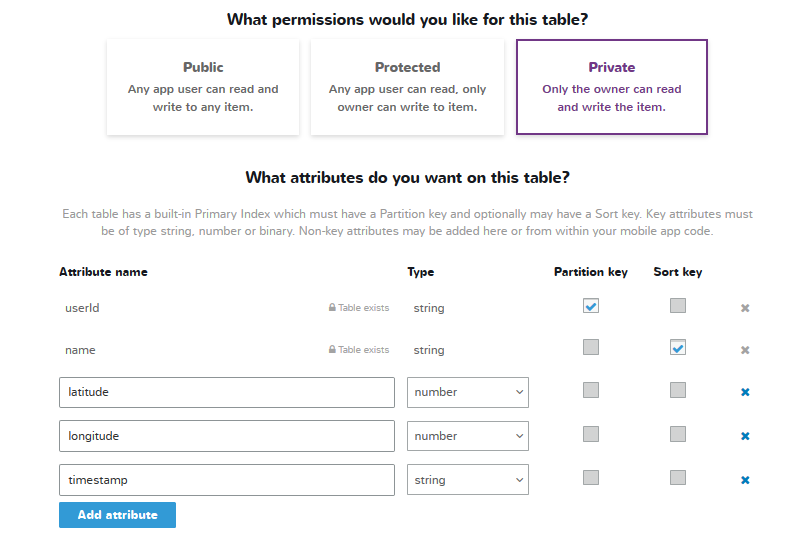 What permissions would you like for this table?
Public
Any app user can read and
write to any item.
Protected
Any app user can read, only
owner can write to item.
Private
Only the owner can read
and write the item.
What attributes do you want on this table?
Each table has a built-in Primary Index which must have a Partition key and optionally may have a Sort key. Key attributes must
be of type string, number or binary. Non-key attributes may be added here or from within your mobile app code.
Attribute name Type Partition key Sort key
userId Table exists string
name Table exists string
latitude number
longitude number
timestamp string
Add attribute